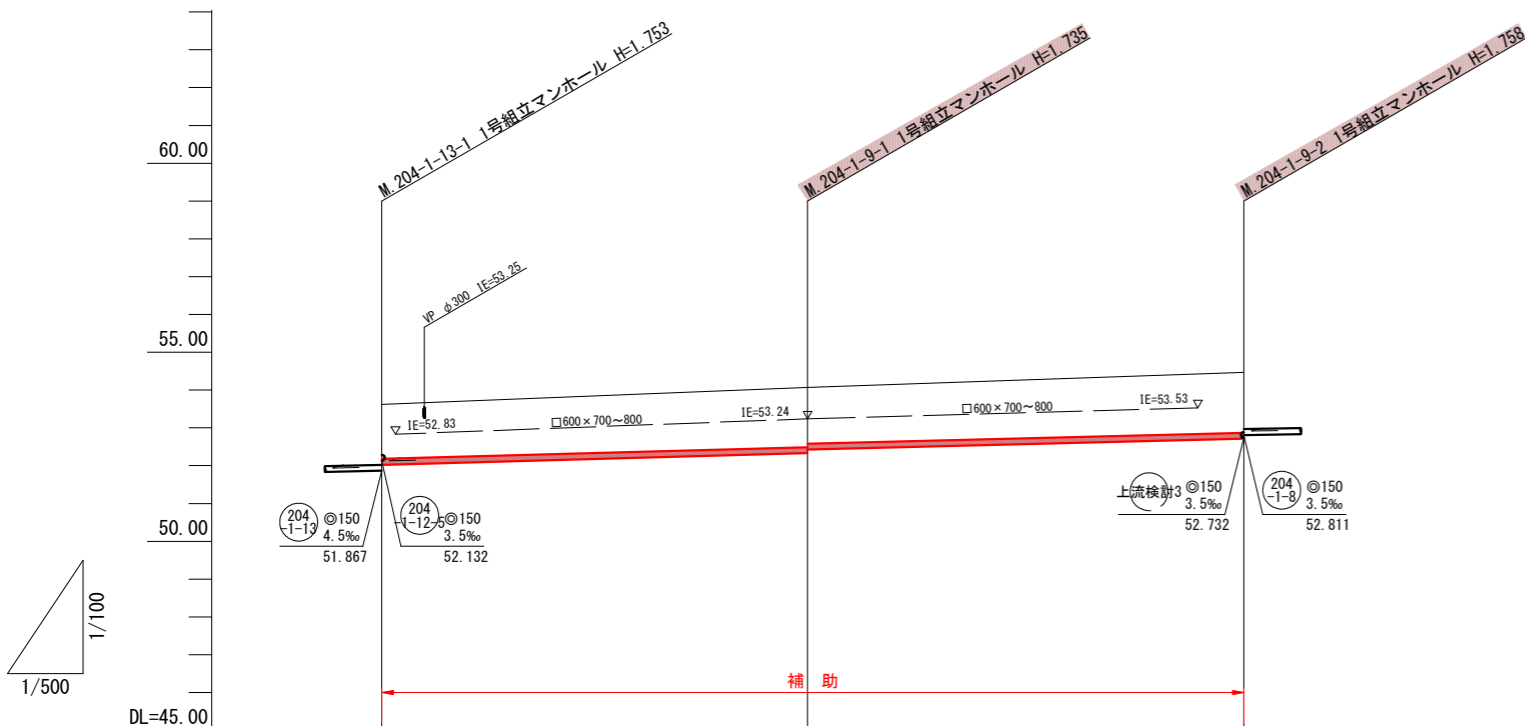 M.204-1-13-1 1号組立マンホール H=1.753
M.204-1-9-1 1号組立マンホール H=1.735
M.204-1-9-2 1号組立マンホール H=1.758
60.00
VP φ300 IE=53.25
55.00
IE=52.83
□600×700～800
IE=53.24
□600×700～800
IE=53.53
204
-1-13
◎150
4.5‰
51.867
204
-1-12-5
◎150
3.5‰
52.132
上流検討3
◎150
3.5‰
52.732
204
-1-8
◎150
3.5‰
52.811
50.00
1/100
1/500
補助
DL=45.00